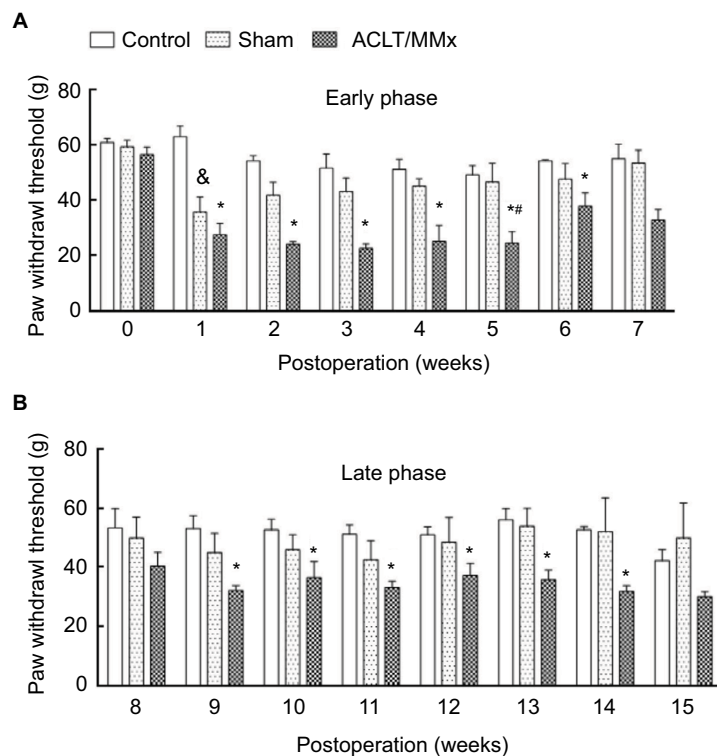 A
Control Sham ACLT/MMx
Early phase
Paw withdrawl threshold (g)
80
60
40
20
0
& * * * * *# *
0 1 2 3 4 5 6 7
Postoperation (weeks)
B
Late phase
Paw withdrawl threshold (g)
80
60
40
20
0
* * * * * *
8 9 10 11 12 13 14 15
Postoperation (weeks)